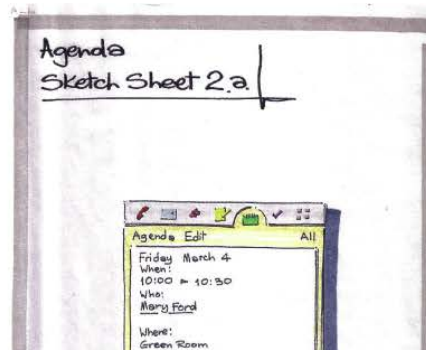 Agenda
Sketch Sheet 2.a.
Agenda Edit All
Friday March 4
When:
10:00 ► 10:30
Who:
Mary Ford
Where:
Green Room